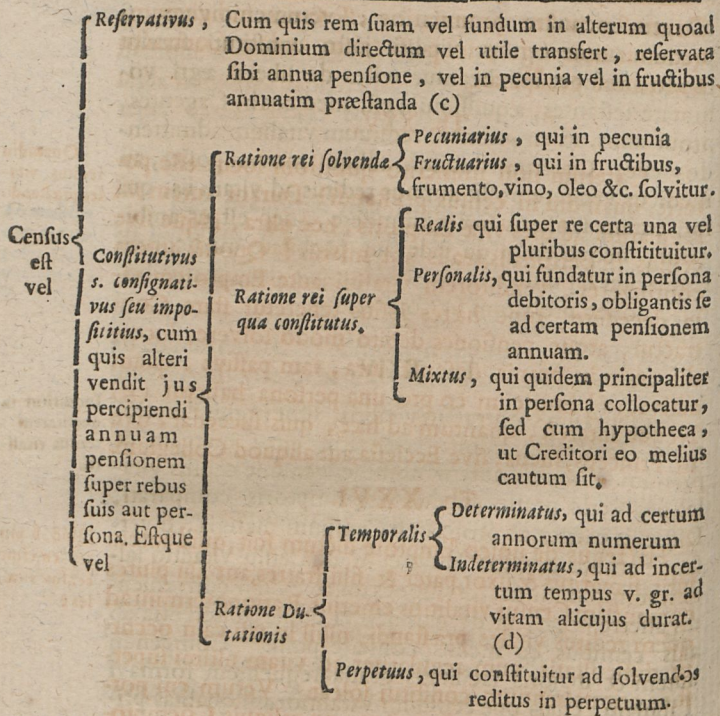 Reſervativus, Cum quis rem ſuam vel fundum in alterum quoad
Dominium directum vel utile transfert, reſervata
ſibi annua penſione, vel in pecunia vel in fructibus
annuatim præſtanda (c)
Cenſus
eſt
vel
Conſtitutivus
s. conſignati-
vus ſeu impo-
ſititius, cum
quis alteri
vendit jus
percipiendi
annuam
penſionem
ſuper rebus
ſuis aut per-
ſona. Eſtque
vel
Ratione rei ſolvendæ
Pecuniarius, qui in pecunia
Fructuarius, qui in fructibus,
frumento, vino, oleo &c. ſolvitur.
Ratione rei ſuper
qua conſtitutus.
Realis qui ſuper re certa una vel
pluribus conſtitituitur.
Perſonalis, qui fundatur in perſona
debitoris, obligantis ſe
ad certam penſionem
annuam.
Mixtus, qui quidem principaliter
in perſona collocatur,
ſed cum hypotheca,
ut Creditori eo melius
cautum ſit.
Ratione Du-
tationis
Temporalis
Determinatus, qui ad certum
annorum numerum
Indeterminatus, qui ad incer-
tum tempus v. gr. ad
vitam alicujus durat.
(d)
Perpetuus, qui conſtituitur ad ſolvendos
reditus in perpetuum.